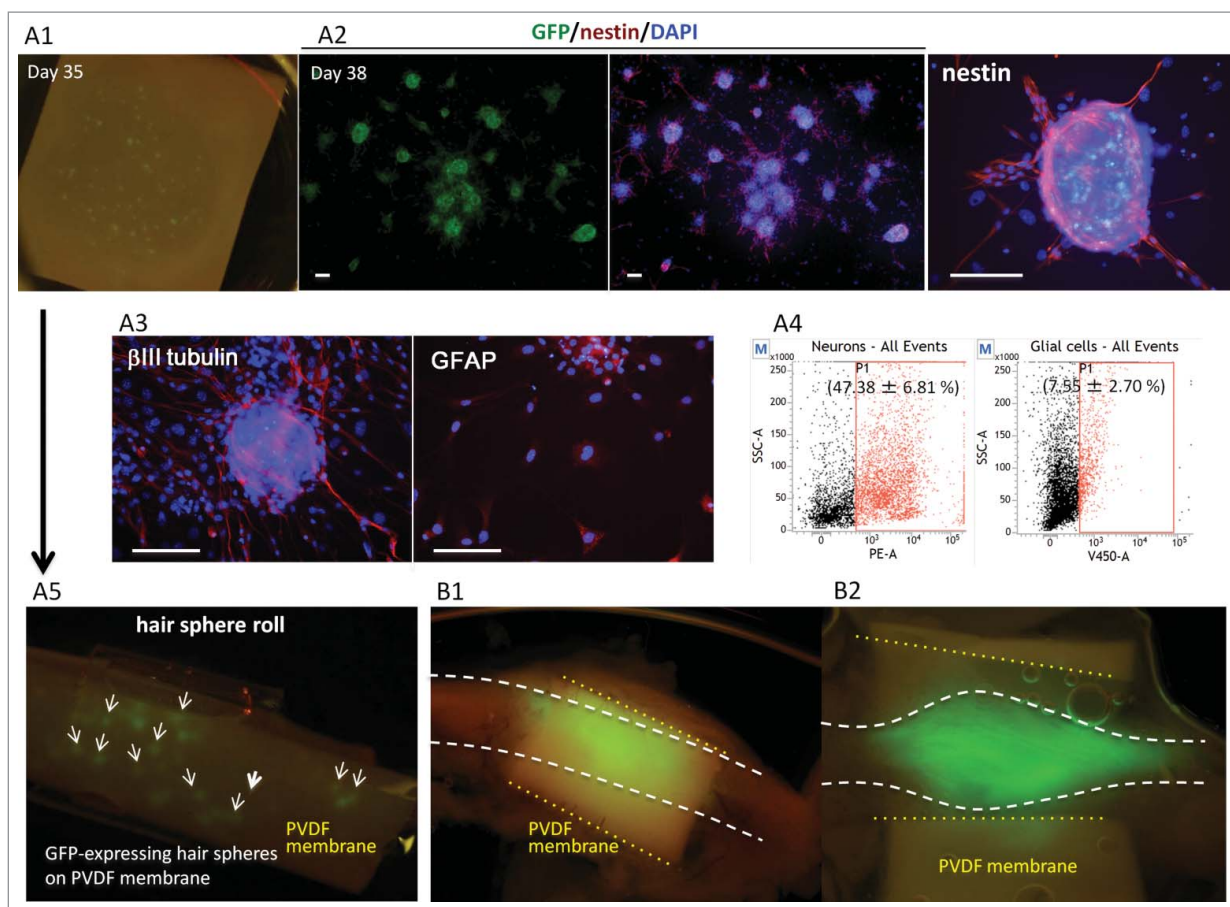 A1
A2
GFP/nestin/DAPI
Day 35
Day 38
nestin
A3
βIII tubulin
GFAP
A4
M
Neurons - All Events
x1000
P1
(47.38 ± 6.81 %)
250
200
150
100
50
0
SSC-A
0
10³
10⁴
10⁵
PE-A
M
Glial cells - All Events
x1000
P1
(7.55 ± 2.70 %)
250
200
150
100
50
0
SSC-A
0
10³
10⁴
10⁵
V450-A
A5
hair sphere roll
PVDF
membrane
GFP-expressing hair spheres
on PVDF membrane
B1
PVDF
membrane
B2
PVDF membrane